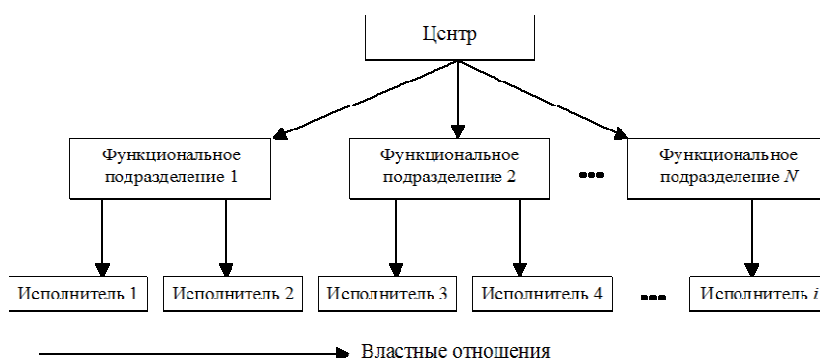 Центр
Функциональное
подразделение 1
Функциональное
подразделение 2
Функциональное
подразделение N
Исполнитель 1
Исполнитель 2
Исполнитель 3
Исполнитель 4
Исполнитель i
Властные отношения